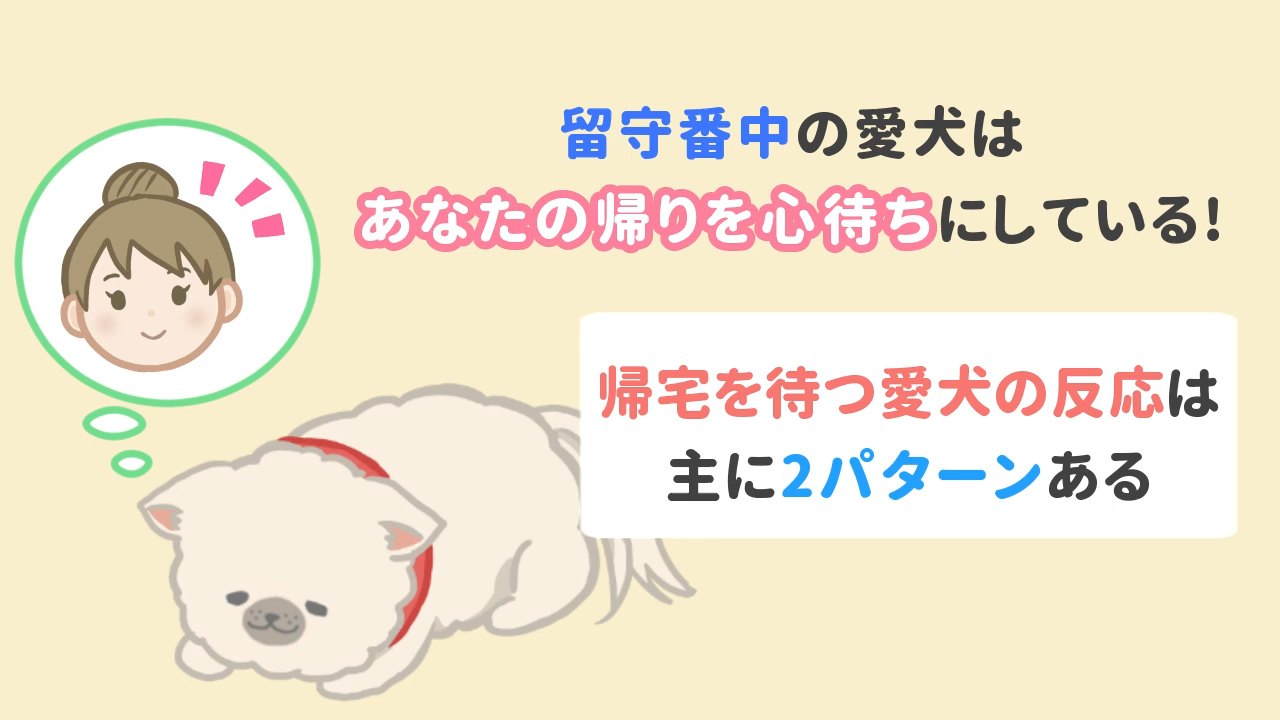 留守番中の愛犬は
あなたの帰りを心待ちにしている!
帰宅を待つ愛犬の反応は
主に2パターンある